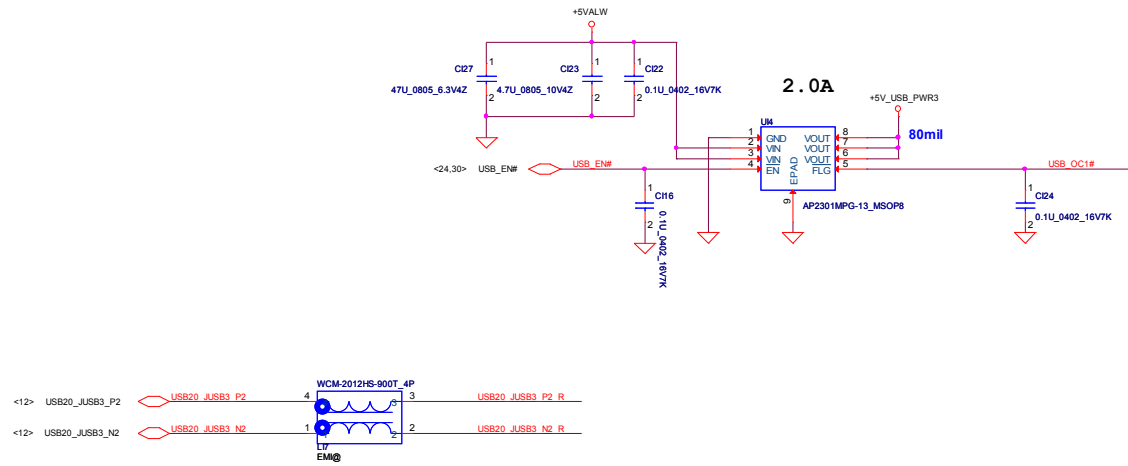 +5VALW
1
CI27
2
47U_0805_6.3V4Z
1
CI23
2
4.7U_0805_10V4Z
1
CI22
2
0.1U_0402_16V7K
2.0A
+5V_USB_PWR3
80mil
UI4
1 GND VOUT 8
2 VIN VOUT 7
3 VIN VOUT 6
4 EN FLG 5
EPAD
9
AP2301MPG-13_MSOP8
<24,30> USB_EN# USB_EN#
USB_OC1#
1
CI16
2
0.1U_0402_16V7K
1
CI24
2
0.1U_0402_16V7K
WCM-2012HS-900T_4P
<12> USB20_JUSB3_P2 USB20_JUSB3_P2 4 3 3 USB20_JUSB3_P2_R
<12> USB20_JUSB3_N2 USB20_JUSB3_N2 1 2 2 USB20_JUSB3_N2_R
LI7
EMI@